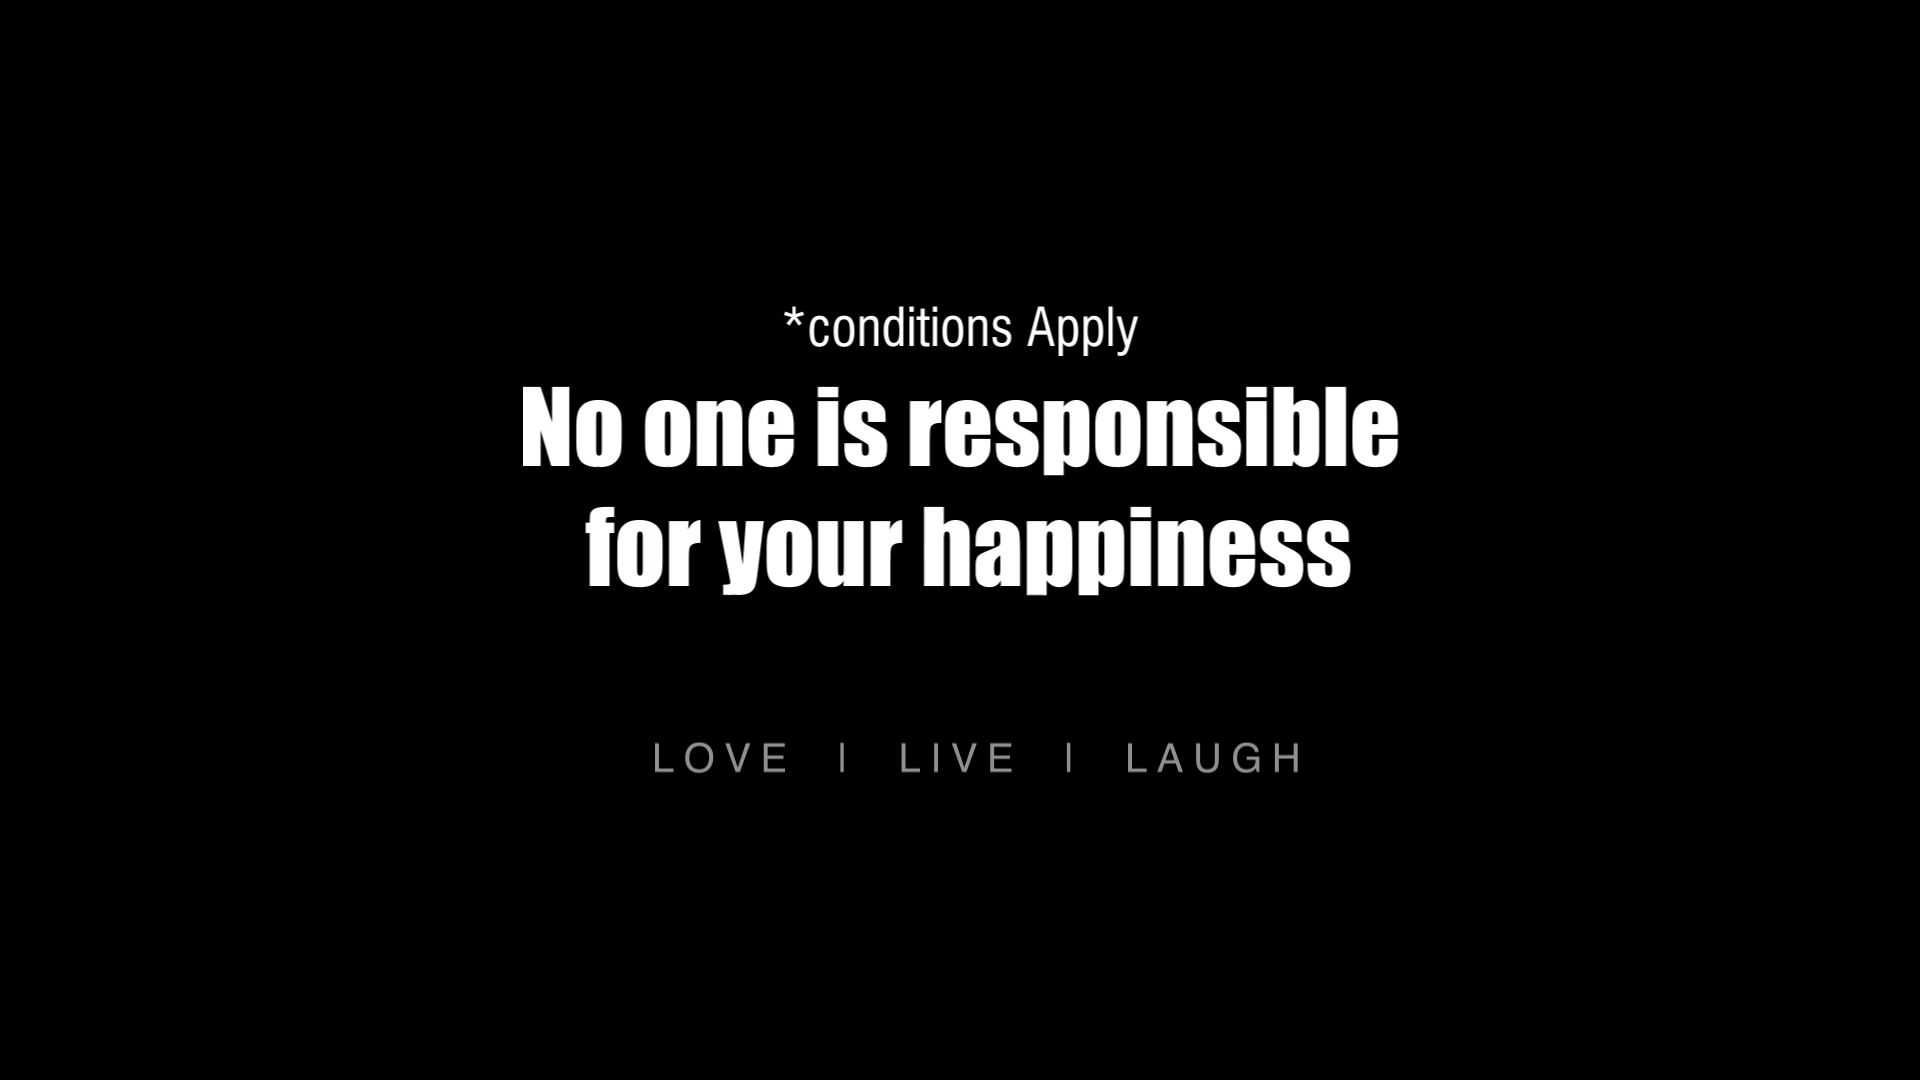 *conditions Apply
No one is responsible
for your happiness
LOVE | LIVE | LAUGH